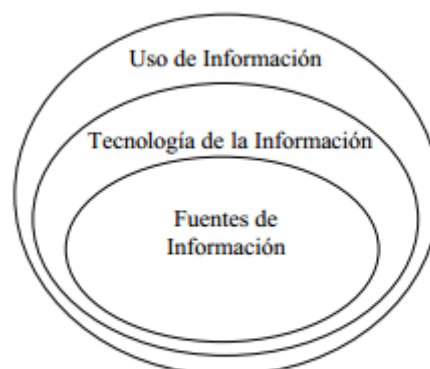 Uso de Información
Tecnología de la Información
Fuentes de
Información